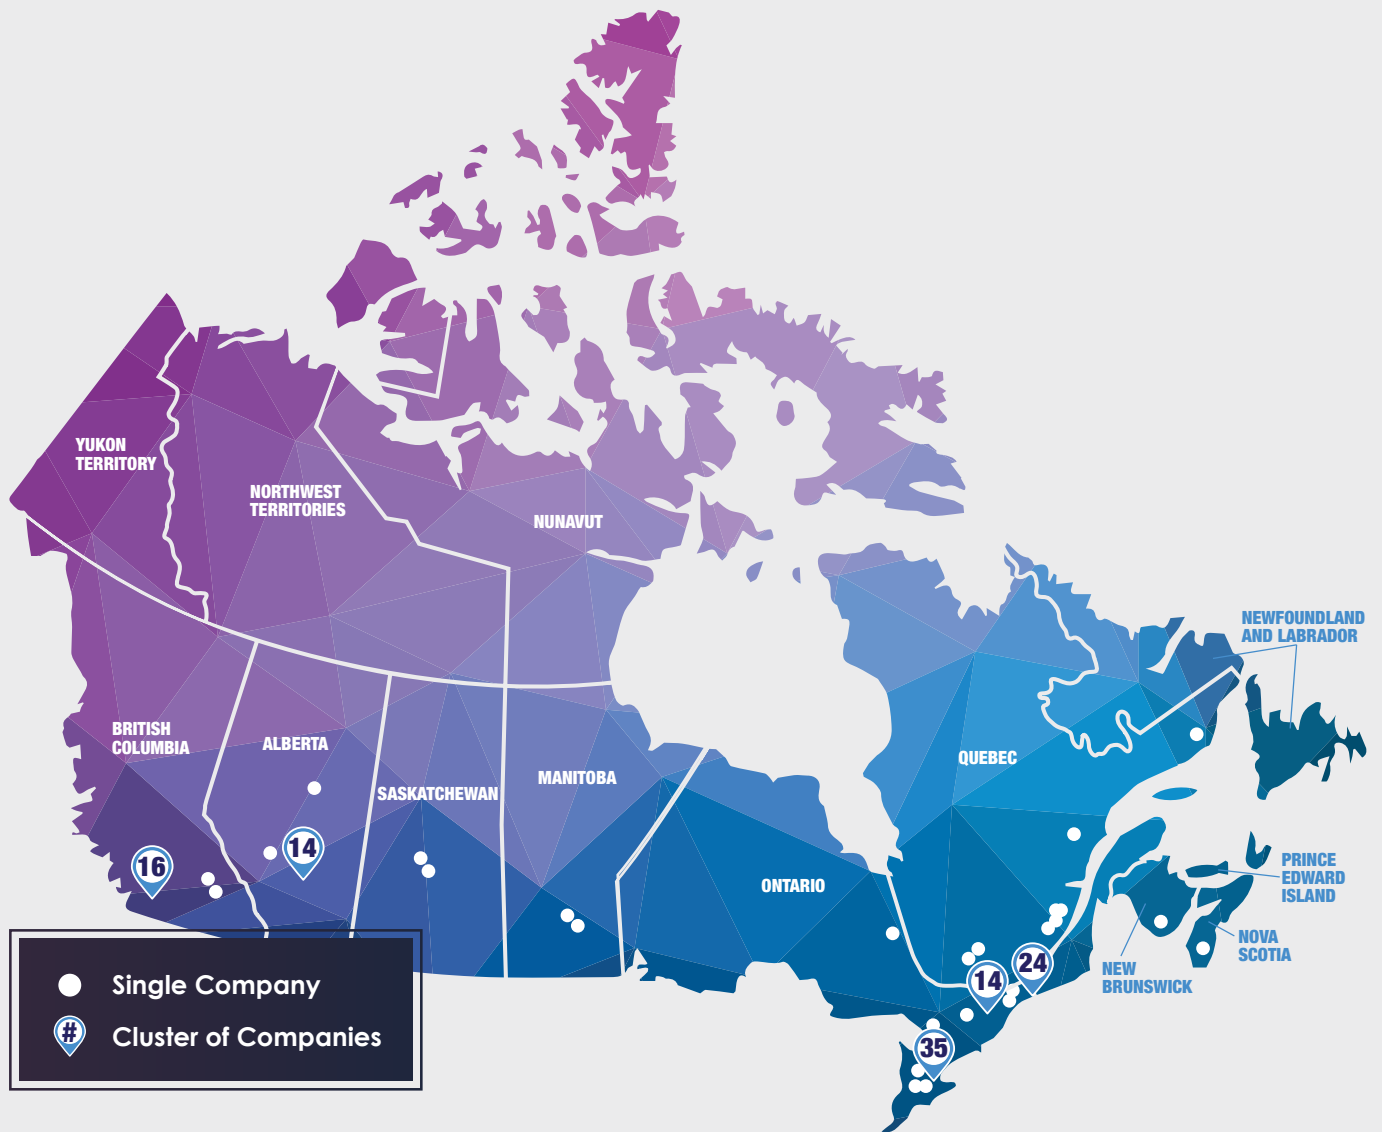 YUKON
TERRITORY
NORTHWEST
TERRITORIES
NUNAVUT
NEWFOUNDLAND
AND LABRADOR
BRITISH
COLUMBIA
ALBERTA
SASKATCHEWAN
MANITOBA
QUEBEC
ONTARIO
PRINCE
EDWARD
ISLAND
NOVA
SCOTIA
NEW
BRUNSWICK
16
14
24
14
35
Single Company
# Cluster of Companies